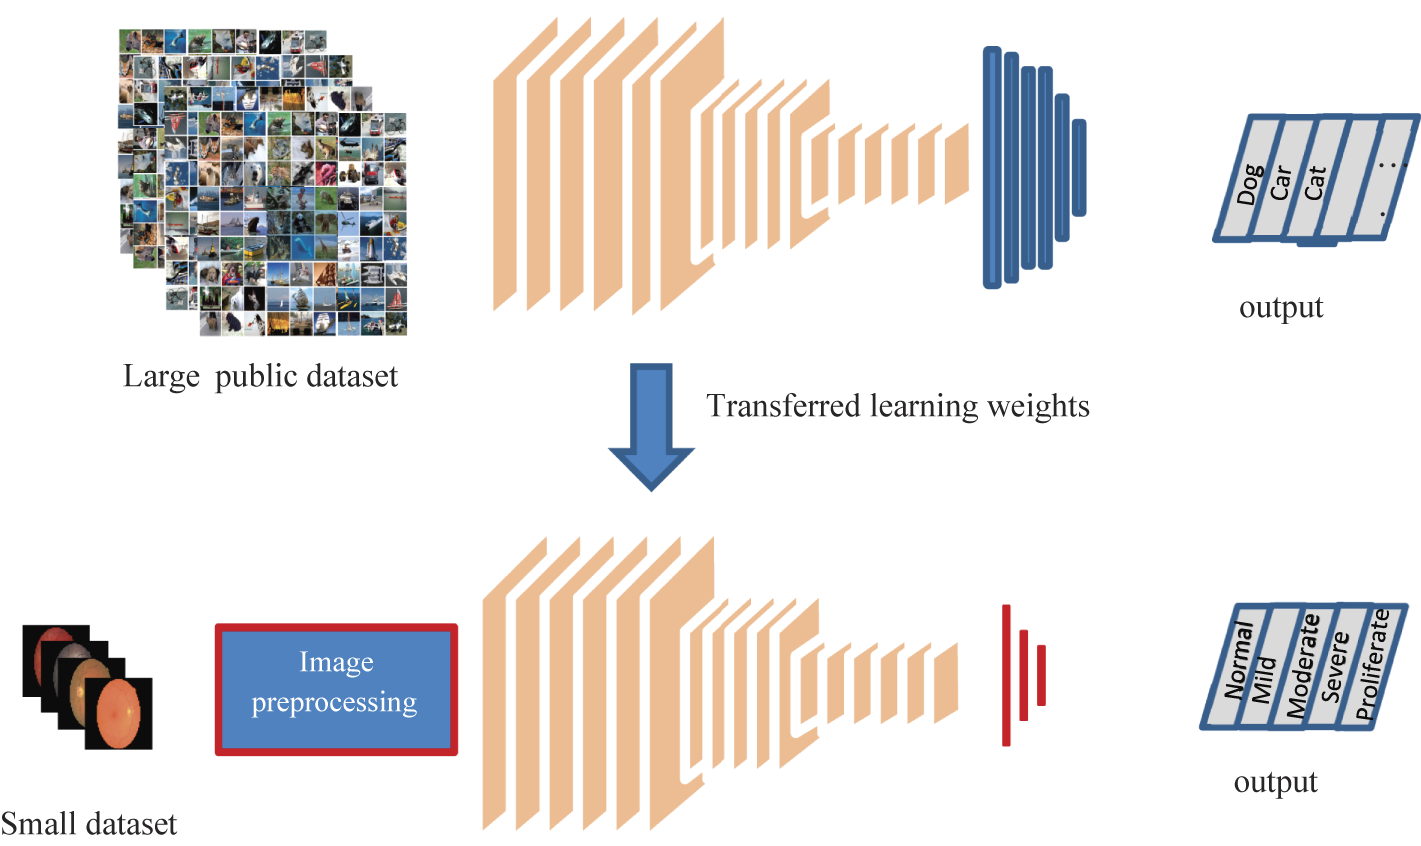 Dog
Car
Cat
. . .
.
output
Large public dataset
Transferred learning weights
Image
preprocessing
Normal
Mild
Moderate
Severe
Proliferate
output
Small dataset